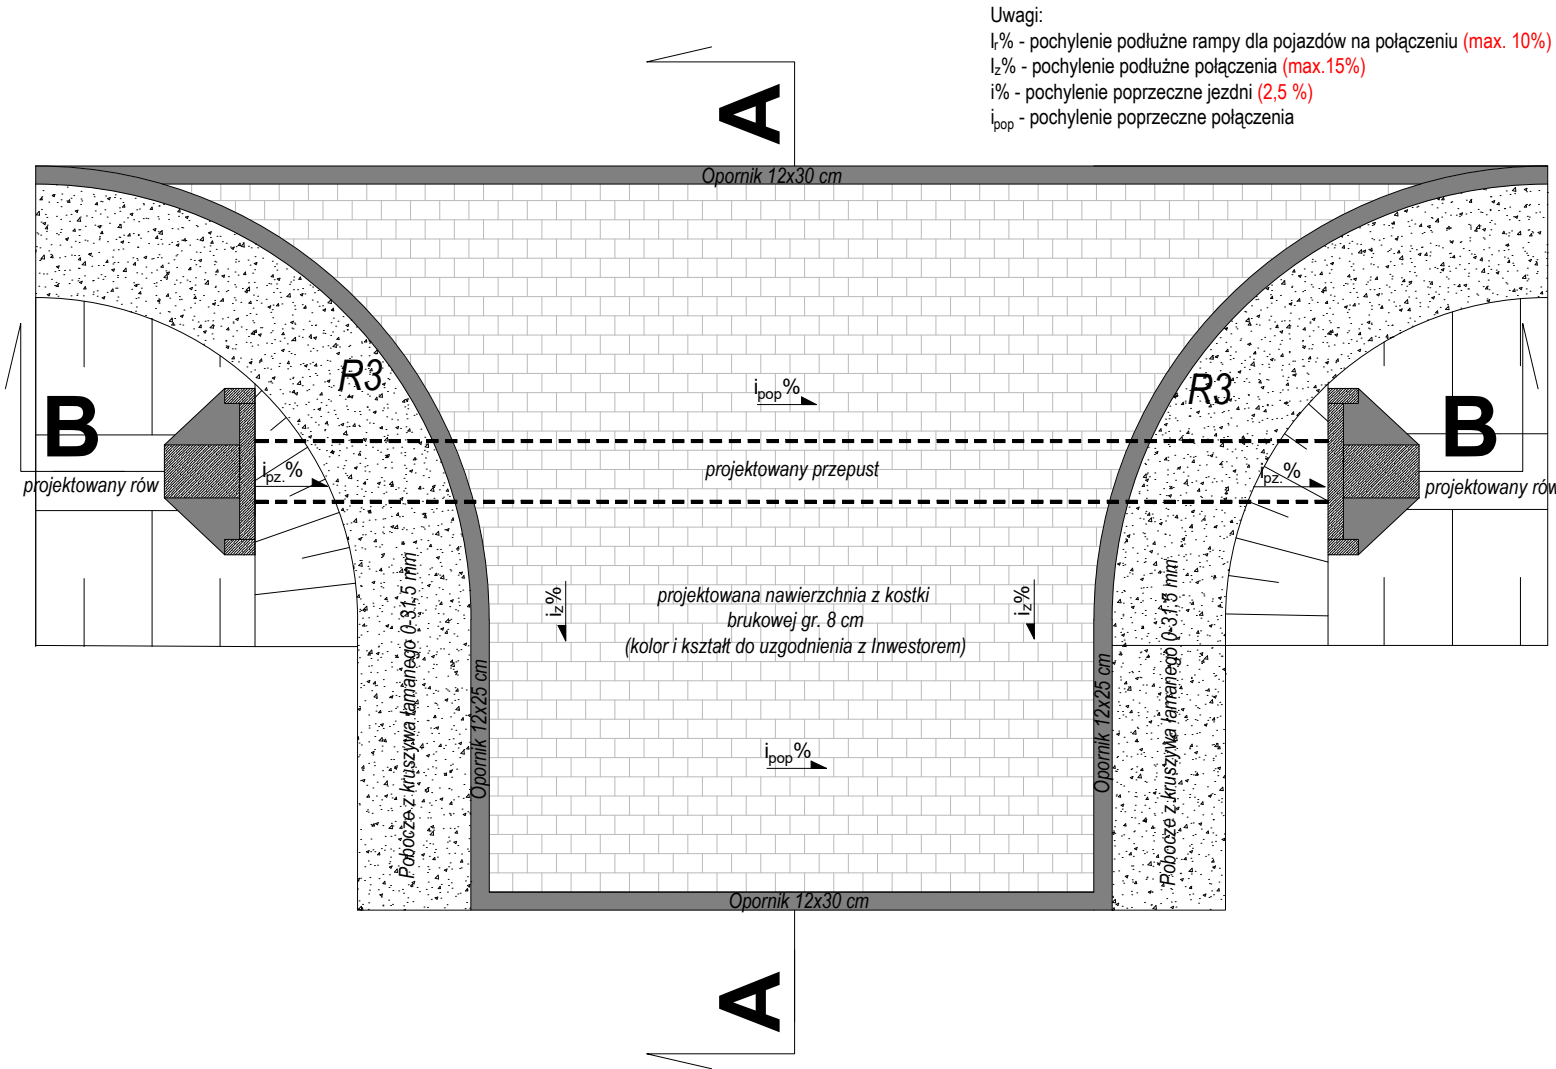 Uwagi:
Ir% - pochylenie podłużne rampy dla pojazdów na połączeniu (max. 10%)
Iz% - pochylenie podłużne połączenia (max.15%)
i% - pochylenie poprzeczne jezdni (2,5 %)
ipop - pochylenie poprzeczne połączenia
A
Opornik 12x30 cm
R3
R3
ipop%
B
B
projektowany przepust
ipz.%
ipz.%
projektowany rów
projektowany rów
iz%
iz%
projektowana nawierzchnia z kostki
brukowej gr. 8 cm
(kolor i kształt do uzgodnienia z Inwestorem)
Pobocze z kruszywa łamanego 0-31,5 mm
Opornik 12x25 cm
Opornik 12x25 cm
Pobocze z kruszywa łamanego 0-31,5 mm
ipop%
Opornik 12x30 cm
A